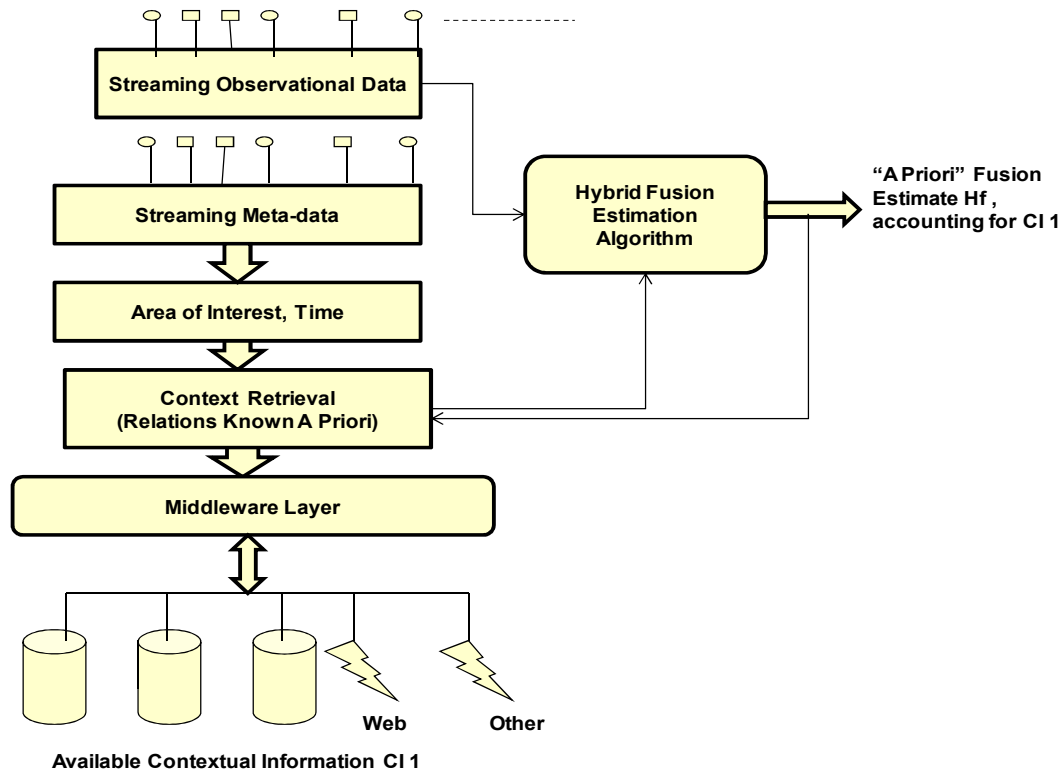 Streaming Observational Data
Streaming Meta-data
Hybrid Fusion
Estimation
Algorithm
“A Priori” Fusion
Estimate Hf ,
accounting for CI 1
Area of Interest, Time
Context Retrieval
(Relations Known A Priori)
Middleware Layer
Web
Other
Available Contextual Information CI 1